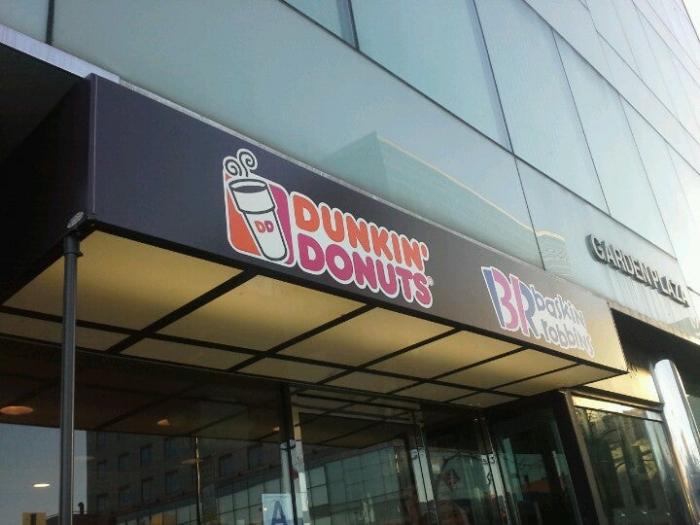 DD
DUNKIN'
DONUTS
BR
baskin
robbins
GARDEN PLAZA
A